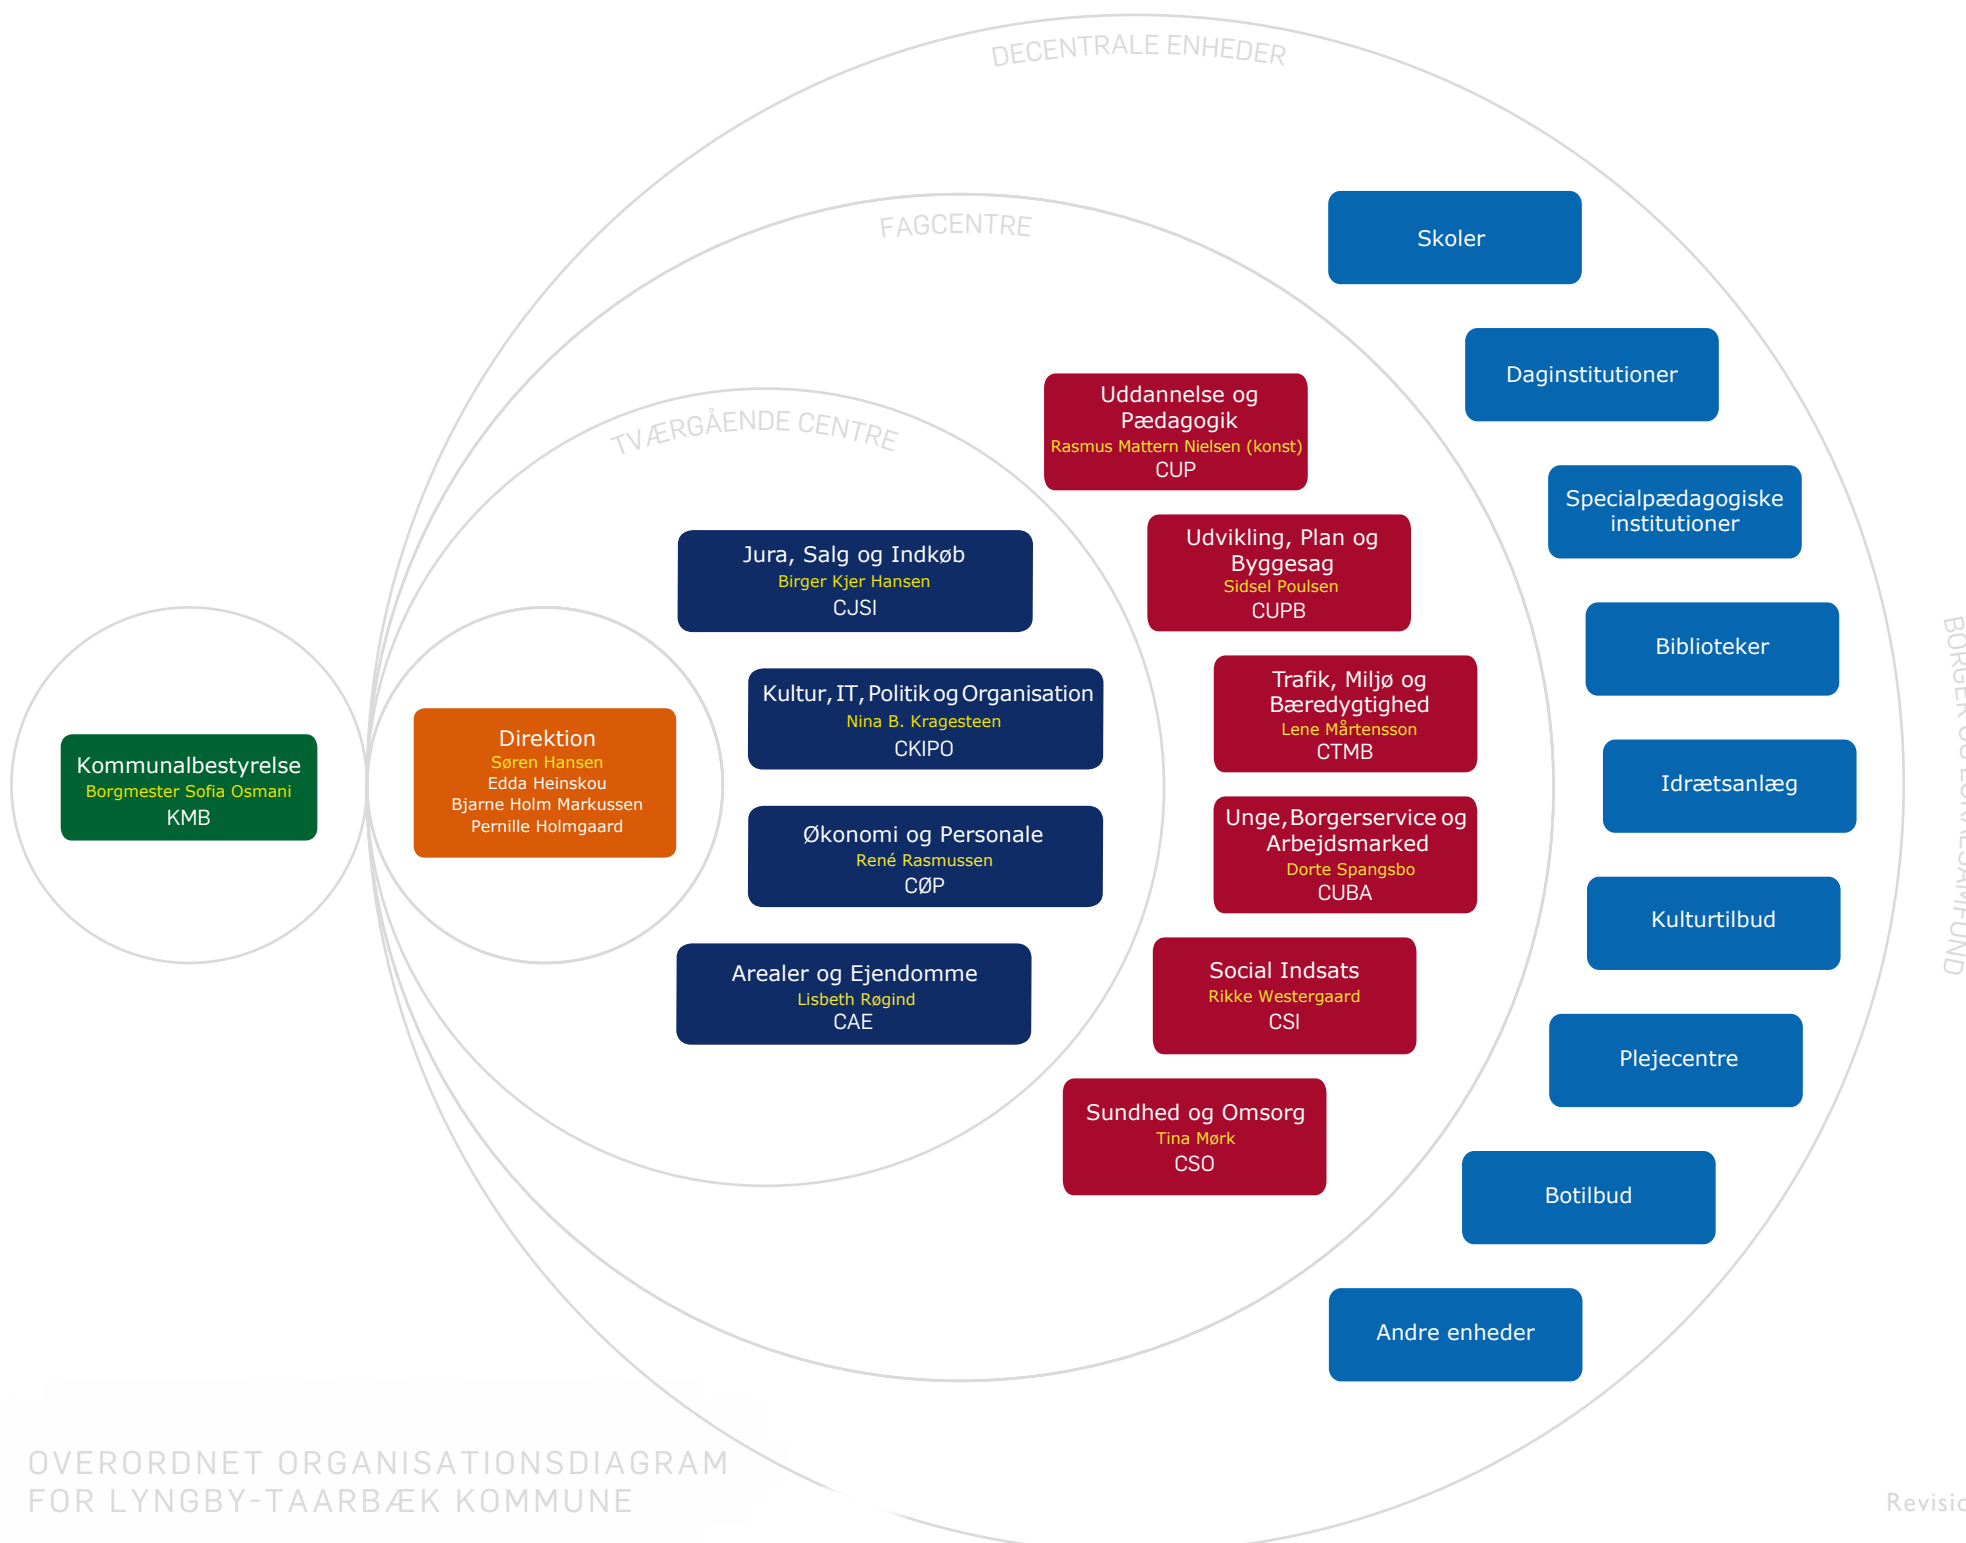 DECENTRALE ENHEDER
FAGCENTRE
TVÆRGÅENDE CENTRE
Kommunalbestyrelse
Borgmester Sofia Osmani
KMB
Direktion
Søren Hansen
Edda Heinskou
Bjarne Holm Markussen
Pernille Holmgaard
Jura, Salg og Indkøb
Birger Kjer Hansen
CJSI
Kultur, IT, Politik og Organisation
Nina B. Kragesteen
CKIPO
Økonomi og Personale
René Rasmussen
CØP
Arealer og Ejendomme
Lisbeth Røgind
CAE
Uddannelse og
Pædagogik
Rasmus Mattern Nielsen (konst)
CUP
Udvikling, Plan og
Byggesag
Sidsel Poulsen
CUPB
Trafik, Miljø og
Bæredygtighed
Lene Mårtensson
CTMB
Unge, Borgerservice og
Arbejdsmarked
Dorte Spangsbo
CUBA
Social Indsats
Rikke Westergaard
CSI
Sundhed og Omsorg
Tina Mørk
CSO
Skoler
Daginstitutioner
Specialpædagogiske
institutioner
Biblioteker
Idrætsanlæg
Kulturtilbud
Plejecentre
Botilbud
Andre enheder
BORGER OG LOKALSAMFUND
OVERORDNET ORGANISATIONSDIAGRAM
FOR LYNGBY-TAARBÆK KOMMUNE